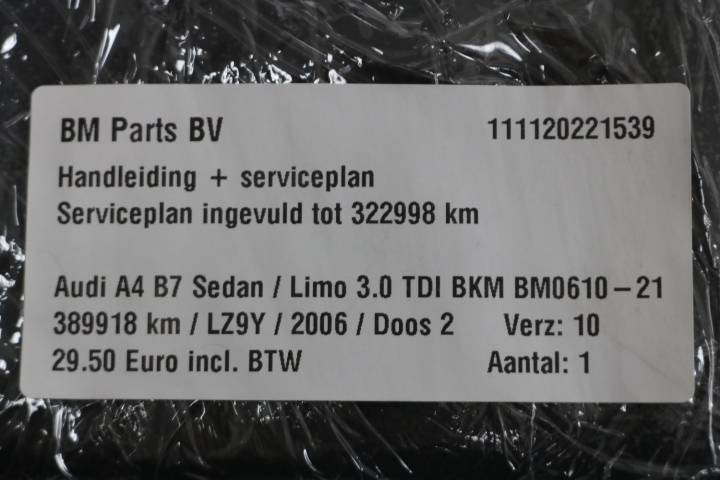 BM Parts BV 111120221539
Handleiding + serviceplan
Serviceplan ingevuld tot 322998 km
Audi A4 B7 Sedan / Limo 3.0 TDI BKM BM0610-21
389918 km / LZ9Y / 2006 / Doos 2 Verz: 10
29.50 Euro incl. BTW Aantal: 1